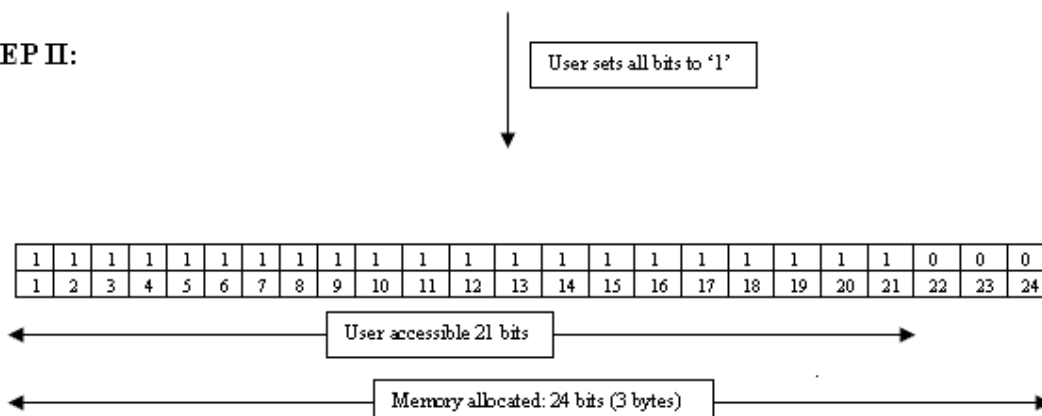 EP II:
User sets all bits to ‘1’
1 1 1 1 1 1 1 1 1 1 1 1 1 1 1 1 1 1 1 1 1 0 0 0
1 2 3 4 5 6 7 8 9 10 11 12 13 14 15 16 17 18 19 20 21 22 23 24
User accessible 21 bits
Memory allocated: 24 bits (3 bytes)